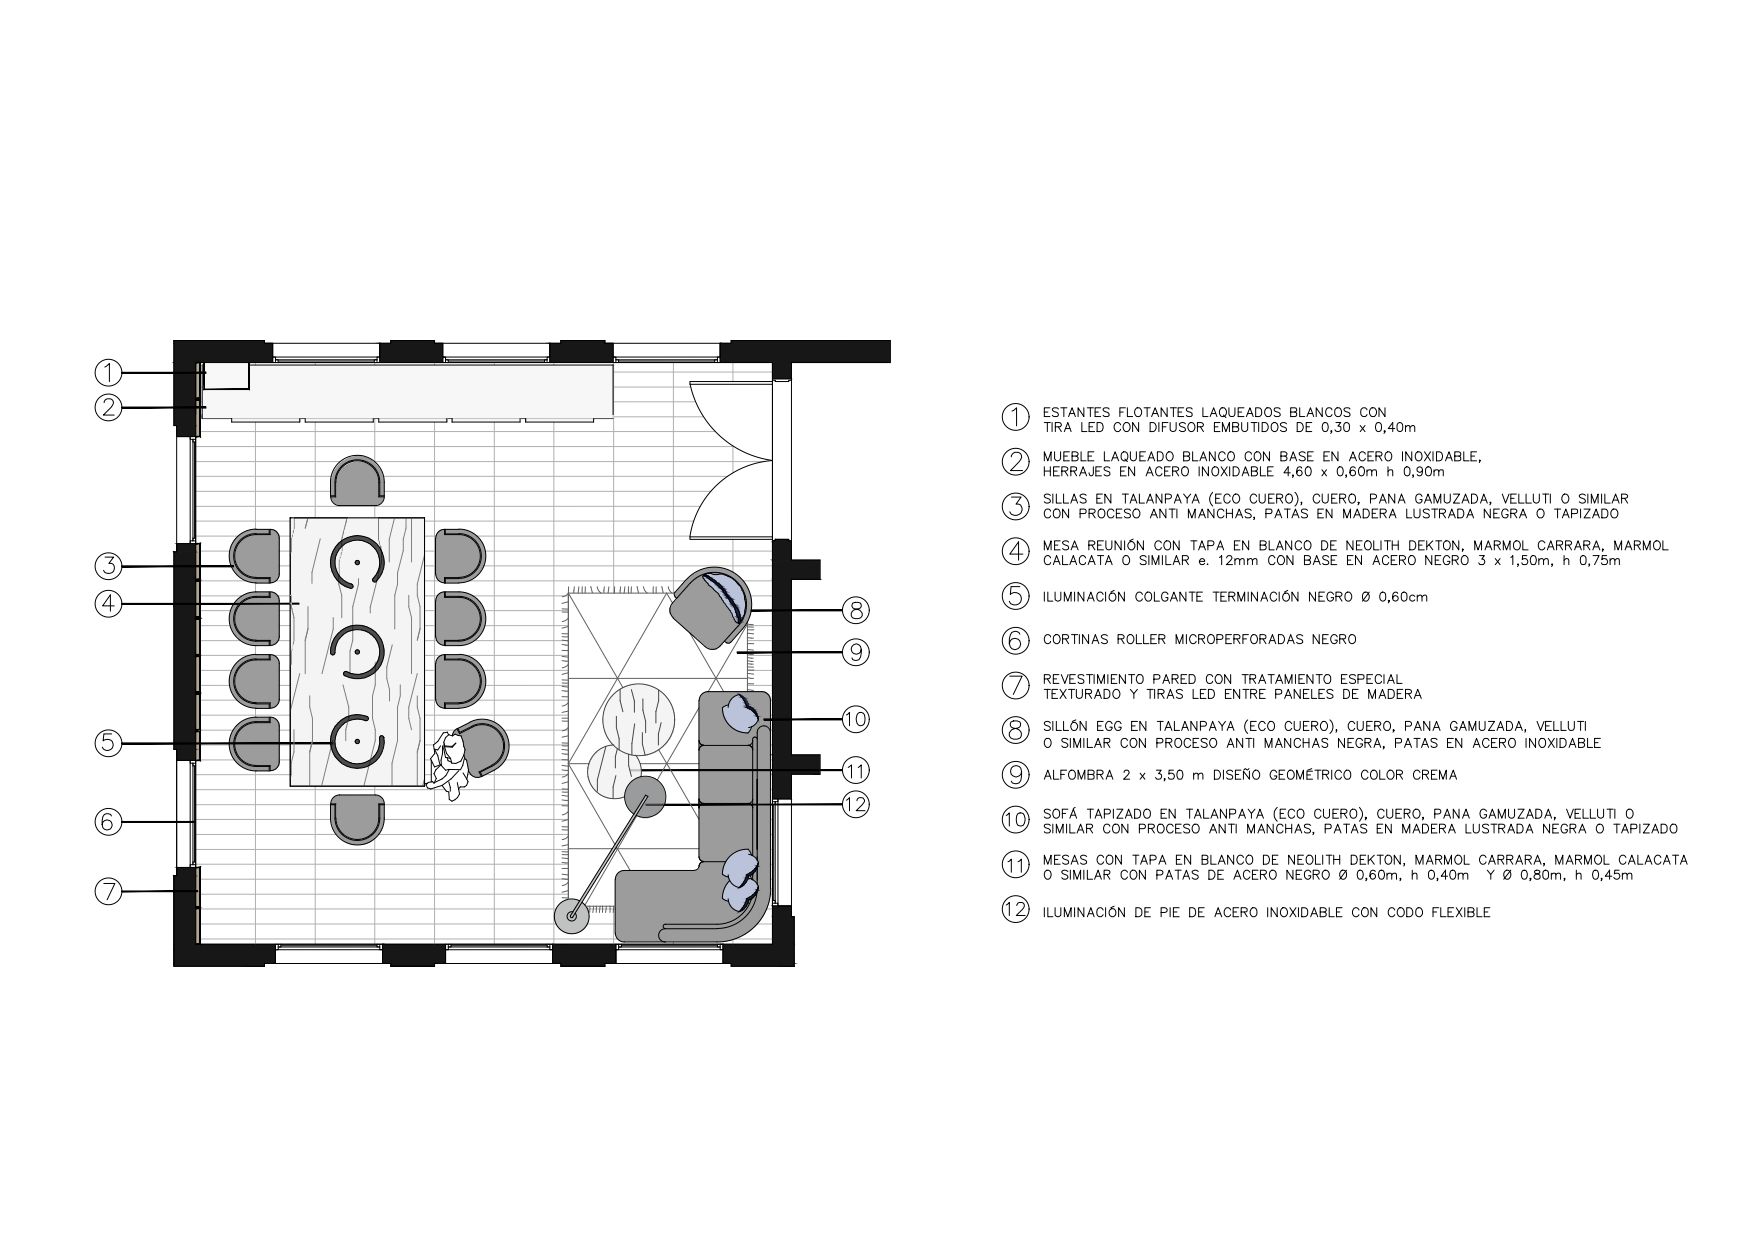 1
2
3
4
5
6
7
8
9
10
11
12
1 ESTANTES FLOTANTES LAQUEADOS BLANCOS CON
TIRA LED CON DIFUSOR EMBUTIDOS DE 0,30 x 0,40m
2 MUEBLE LAQUEADO BLANCO CON BASE EN ACERO INOXIDABLE,
HERRAJES EN ACERO INOXIDABLE 4,60 x 0,60m h 0,90m
3 SILLAS EN TALANPAYA (ECO CUERO), CUERO, PANA GAMUZADA, VELLUTI O SIMILAR
CON PROCESO ANTI MANCHAS, PATAS EN MADERA LUSTRADA NEGRA O TAPIZADO
4 MESA REUNIÓN CON TAPA EN BLANCO DE NEOLITH DEKTON, MARMOL CARRARA, MARMOL
CALACATA O SIMILAR e. 12mm CON BASE EN ACERO NEGRO 3 x 1,50m, h 0,75m
5 ILUMINACIÓN COLGANTE TERMINACIÓN NEGRO Ø 0,60cm
6 CORTINAS ROLLER MICROPERFORADAS NEGRO
7 REVESTIMIENTO PARED CON TRATAMIENTO ESPECIAL
TEXTURADO Y TIRAS LED ENTRE PANELES DE MADERA
8 SILLÓN EGG EN TALANPAYA (ECO CUERO), CUERO, PANA GAMUZADA, VELLUTI
O SIMILAR CON PROCESO ANTI MANCHAS NEGRA, PATAS EN ACERO INOXIDABLE
9 ALFOMBRA 2 x 3,50 m DISEÑO GEOMÉTRICO COLOR CREMA
10 SOFÁ TAPIZADO EN TALANPAYA (ECO CUERO), CUERO, PANA GAMUZADA, VELLUTI O
SIMILAR CON PROCESO ANTI MANCHAS, PATAS EN MADERA LUSTRADA NEGRA O TAPIZADO
11 MESAS CON TAPA EN BLANCO DE NEOLITH DEKTON, MARMOL CARRARA, MARMOL CALACATA
O SIMILAR CON PATAS DE ACERO NEGRO Ø 0,60m, h 0,40m Y Ø 0,80m, h 0,45m
12 ILUMINACIÓN DE PIE DE ACERO INOXIDABLE CON CODO FLEXIBLE